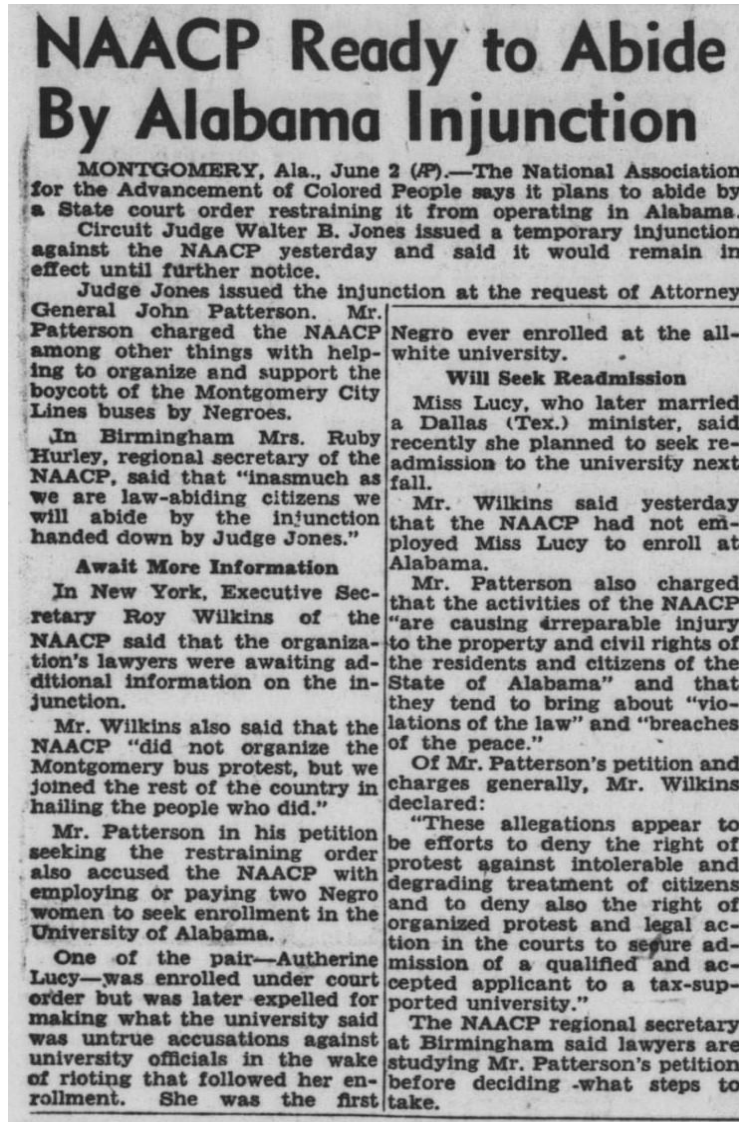 NAACP Ready to Abide
By Alabama Injunction
MONTGOMERY, Ala., June 2 (AP).—The National Association
for the Advancement of Colored People says it plans to abide by
a State court order restraining it from operating in Alabama.
Circuit Judge Walter B. Jones issued a temporary injunction
against the NAACP yesterday and said it would remain in
effect until further notice.
Judge Jones issued the injunction at the request of Attorney
General John Patterson. Mr.
Patterson charged the NAACP
among other things with help-
ing to organize and support the
boycott of the Montgomery City
Lines buses by Negroes.
In Birmingham Mrs. Ruby
Hurley, regional secretary of the
NAACP, said that "inasmuch as
we are law-abiding citizens we
will abide by the injunction
handed down by Judge Jones."
Await More Information
In New York, Executive Sec-
retary Roy Wilkins of the
NAACP said that the organiza-
tion's lawyers were awaiting ad-
ditional information on the in-
junction.
Mr. Wilkins also said that the
NAACP "did not organize the
Montgomery bus protest, but we
joined the rest of the country in
hailing the people who did."
Mr. Patterson in his petition
seeking the restraining order
also accused the NAACP with
employing or paying two Negro
women to seek enrollment in the
University of Alabama.
One of the pair—Autherine
Lucy—was enrolled under court
order but was later expelled for
making what the university said
was untrue accusations against
university officials in the wake
of rioting that followed her en-
rollment. She was the first
Negro ever enrolled at the all-
white university.
Will Seek Readmission
Miss Lucy, who later married
a Dallas (Tex.) minister, said
recently she planned to seek re-
admission to the university next
fall.
Mr. Wilkins said yesterday
that the NAACP had not em-
ployed Miss Lucy to enroll at
Alabama.
Mr. Patterson also charged
that the activities of the NAACP
"are causing irreparable injury
to the property and civil rights of
the residents and citizens of the
State of Alabama" and that
they tend to bring about "vio-
lations of the law" and "breaches
of the peace."
Of Mr. Patterson's petition and
charges generally, Mr. Wilkins
declared:
"These allegations appear to
be efforts to deny the right of
protest against intolerable and
degrading treatment of citizens
and to deny also the right of
organized protest and legal ac-
tion in the courts to secure ad-
mission of a qualified and ac-
cepted applicant to a tax-sup-
ported university."
The NAACP regional secretary
at Birmingham said lawyers are
studying Mr. Patterson's petition
before deciding what steps to
take.